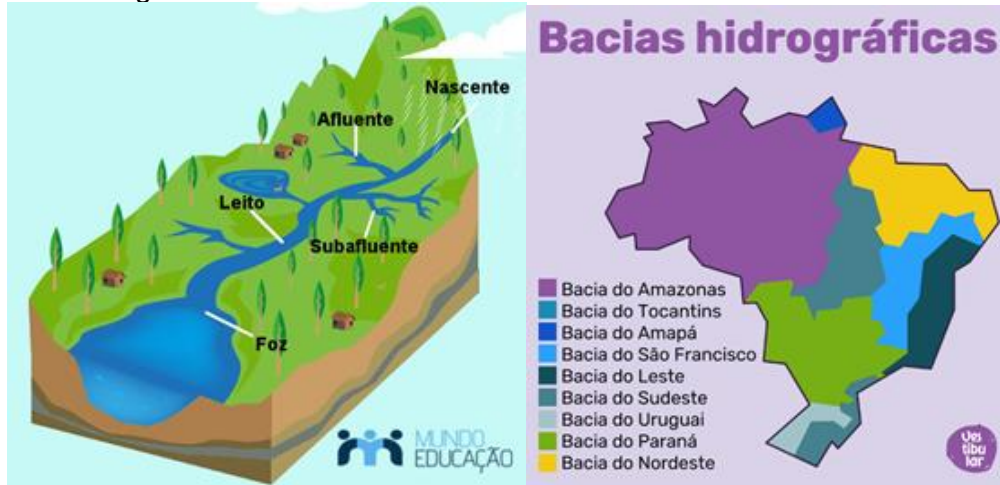 Nascente
Afluente
Leito
Subafluente
Foz
MUNDO
EDUCAÇÃO
Bacias hidrográficas
Bacia do Amazonas
Bacia do Tocantins
Bacia do Amapá
Bacia do São Francisco
Bacia do Leste
Bacia do Sudeste
Bacia do Uruguai
Bacia do Paraná
Bacia do Nordeste
Ves
tibu
lar